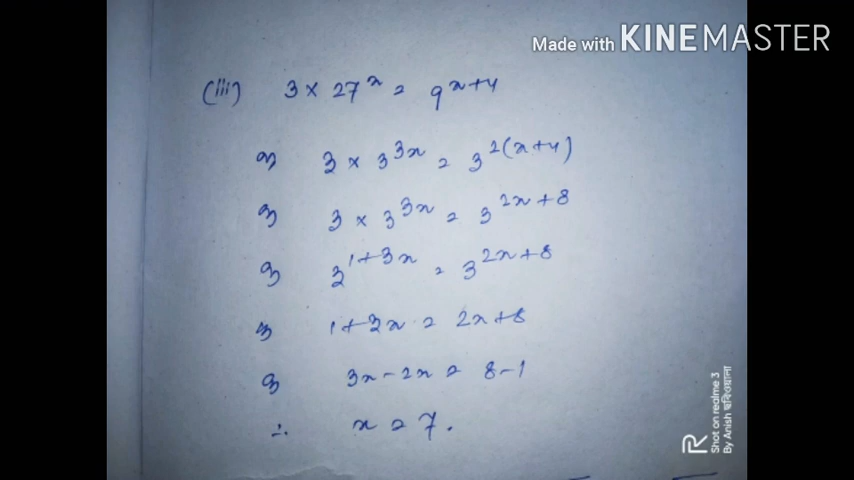 Made with KINEMASTER
(iii) 3 × 27^x = 9^x+4
বা 3 × 3^3x = 3^2(x+4)
বা 3 × 3^3x = 3^2x+8
বা 3^1+3x = 3^2x+8
বা 1+3x = 2x+8
বা 3x-2x = 8-1
∴ x = 7.
Shot on realme 3
By Anish